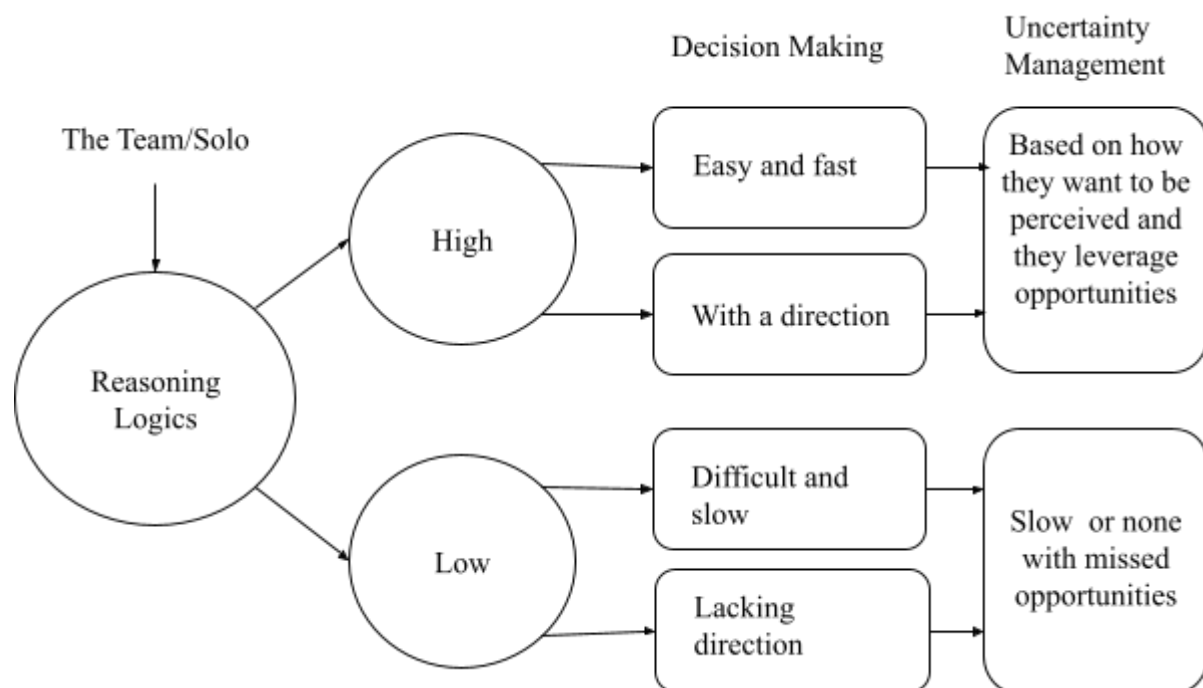 Decision Making
Uncertainty
Management
The Team/Solo
Reasoning
Logics
High
Easy and fast
With a direction
Based on how
they want to be
perceived and
they leverage
opportunities
Low
Difficult and
slow
Lacking
direction
Slow or none
with missed
opportunities